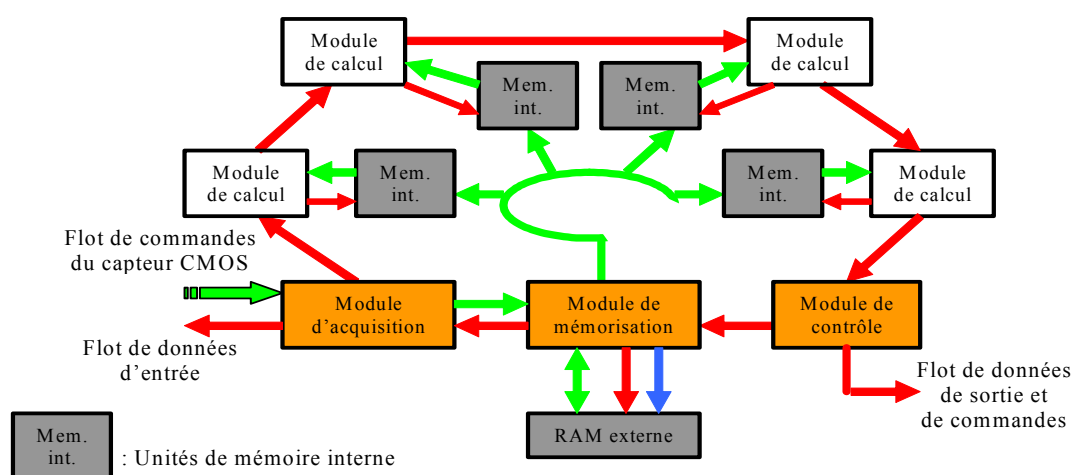 Module
de calcul
Module
de calcul
Mem.
int.
Mem.
int.
Module
de calcul
Mem.
int.
Mem.
int.
Module
de calcul
Flot de commandes
du capteur CMOS
Module
d'acquisition
Module de
mémorisation
Module de
contrôle
Flot de données
d'entrée
Flot de données
de sortie et
de commandes
RAM externe
Mem.
int.
: Unités de mémoire interne